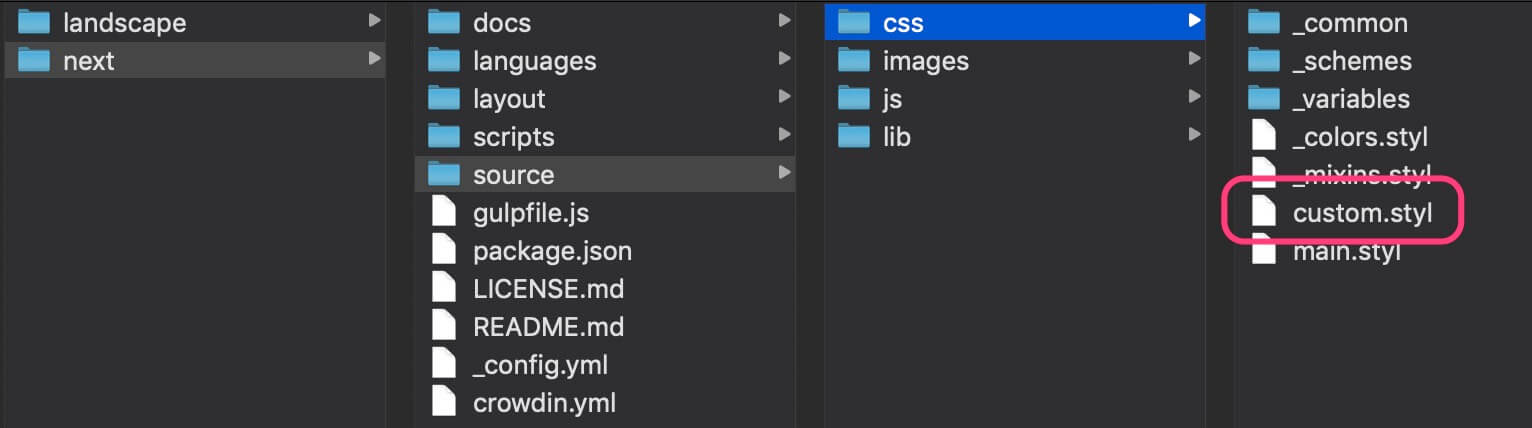 landscape
next
docs
languages
layout
scripts
source
gulpfile.js
package.json
LICENSE.md
README.md
_config.yml
crowdin.yml
css
images
js
lib
_common
_schemes
_variables
_colors.styl
_mixins.styl
custom.styl
main.styl